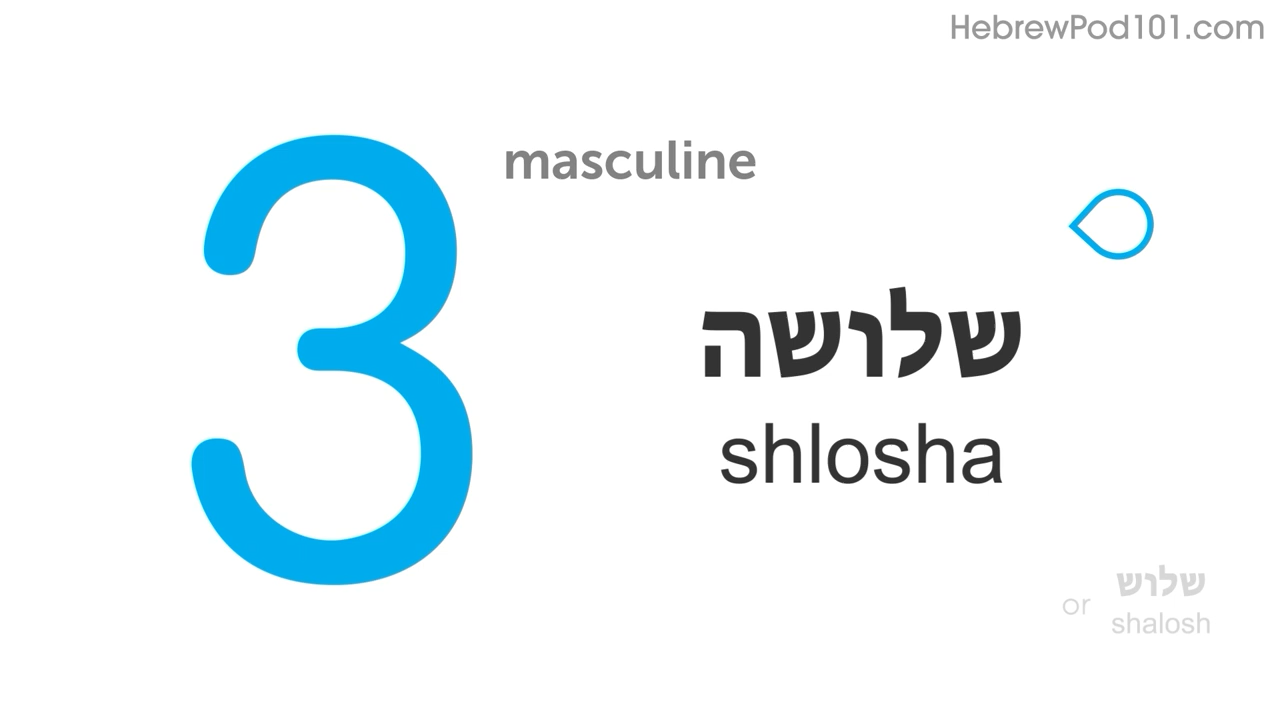 HebrewPod101.com
3
masculine
שלושה
shlosha
or
שלוש
shalosh